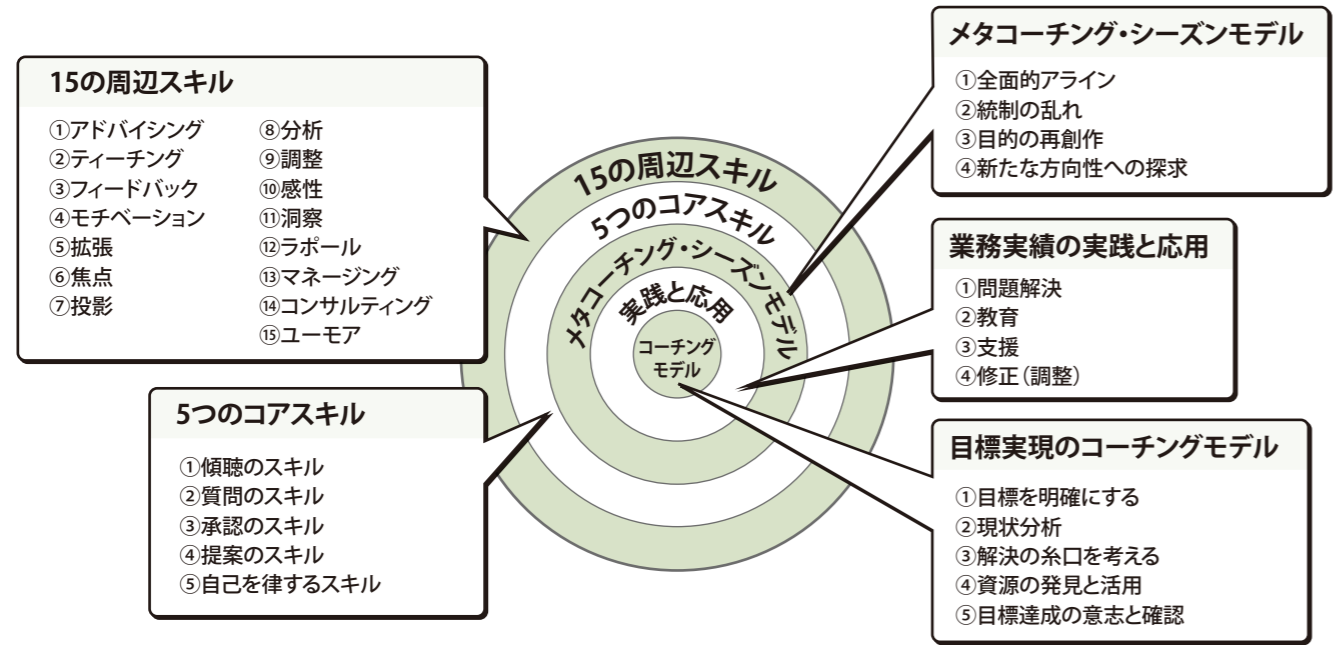 15の周辺スキル
①アドバイシング
②ティーチング
③フィードバック
④モチベーション
⑤拡張
⑥焦点
⑦投影
⑧分析
⑨調整
⑩感性
⑪洞察
⑫ラポール
⑬マネージング
⑭コンサルティング
⑮ユーモア
5つのコアスキル
①傾聴のスキル
②質問のスキル
③承認のスキル
④提案のスキル
⑤自己を律するスキル
15の周辺スキル
5つのコアスキル
メタコーチング・シーズンモデル
実践と応用
コーチング
モデル
メタコーチング・シーズンモデル
①全面的アライン
②統制の乱れ
③目的の再創作
④新たな方向性への探求
業務実績の実践と応用
①問題解決
②教育
③支援
④修正（調整）
目標実現のコーチングモデル
①目標を明確にする
②現状分析
③解決の糸口を考える
④資源の発見と活用
⑤目標達成の意志と確認